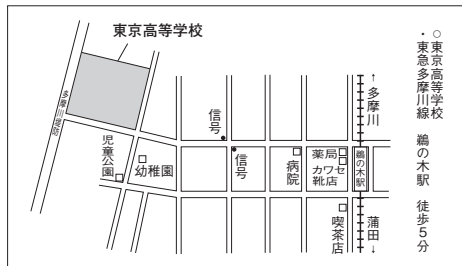 ○東京高等学校
・東急多摩川線　鵜の木駅　徒歩5分
東京高等学校
多摩川堤防
児童公園
幼稚園
信号
信号
病院
薬局
カワセ
靴店
鵜の木駅
喫茶店
↑多摩川
蒲田↓